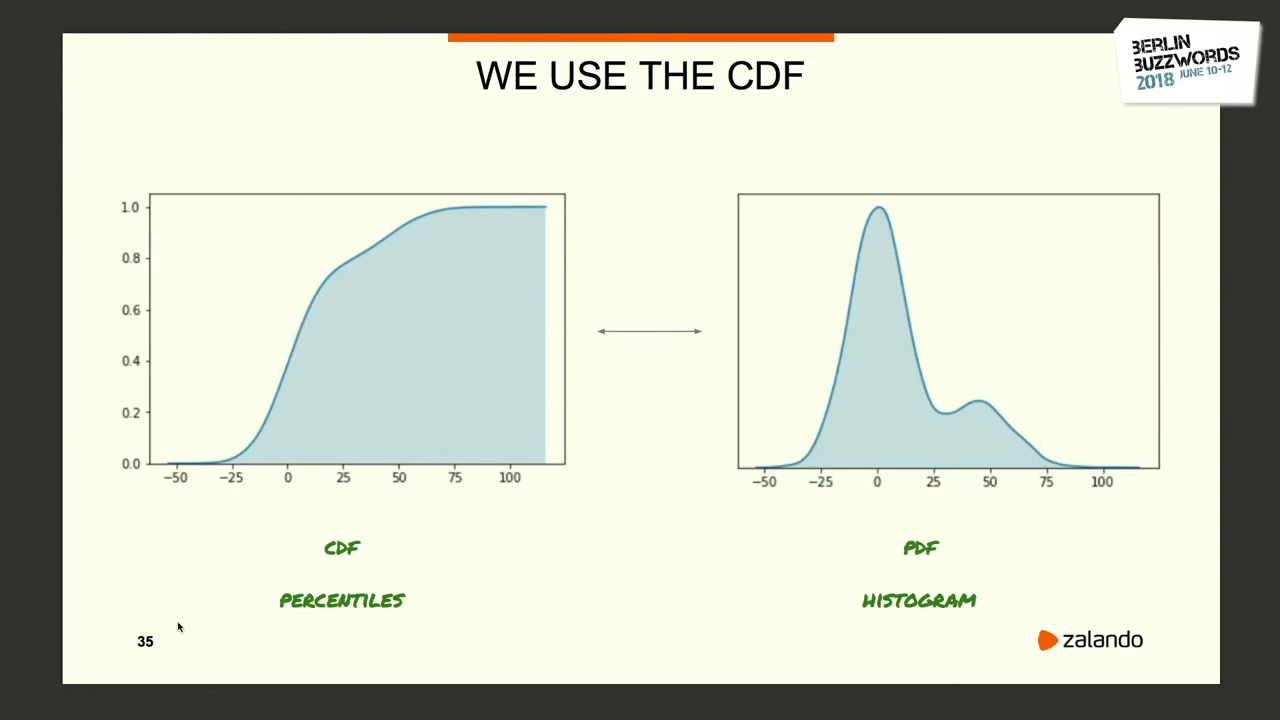 BERLIN
BUZZWORDS
2018 JUNE 10-12
WE USE THE CDF
1.0
0.8
0.6
0.4
0.2
0.0
−50 −25 0 25 50 75 100
−50 −25 0 25 50 75 100
CDF
PDF
PERCENTILES
HISTOGRAM
35
zalando